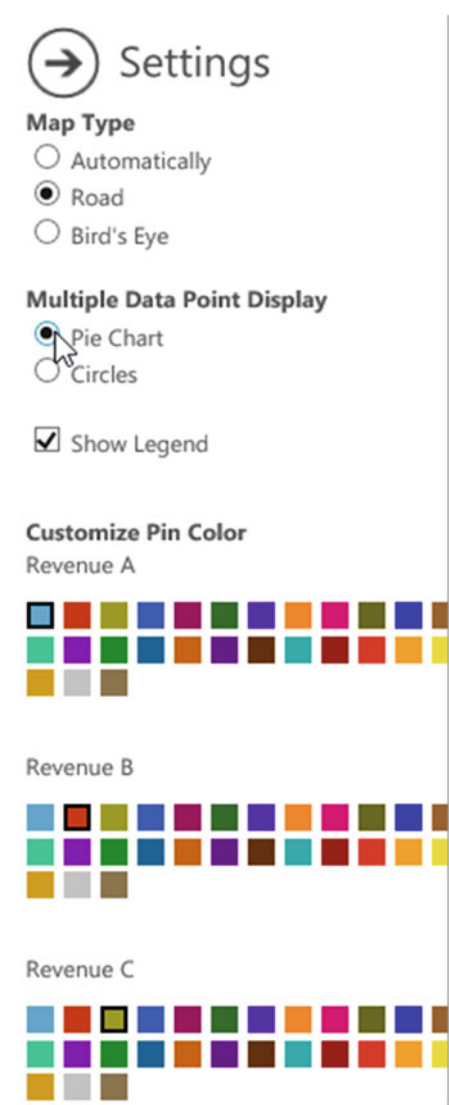 Settings
Map Type
Automatically
Road
Bird's Eye
Multiple Data Point Display
Pie Chart
Circles
Show Legend
Customize Pin Color
Revenue A
Revenue B
Revenue C